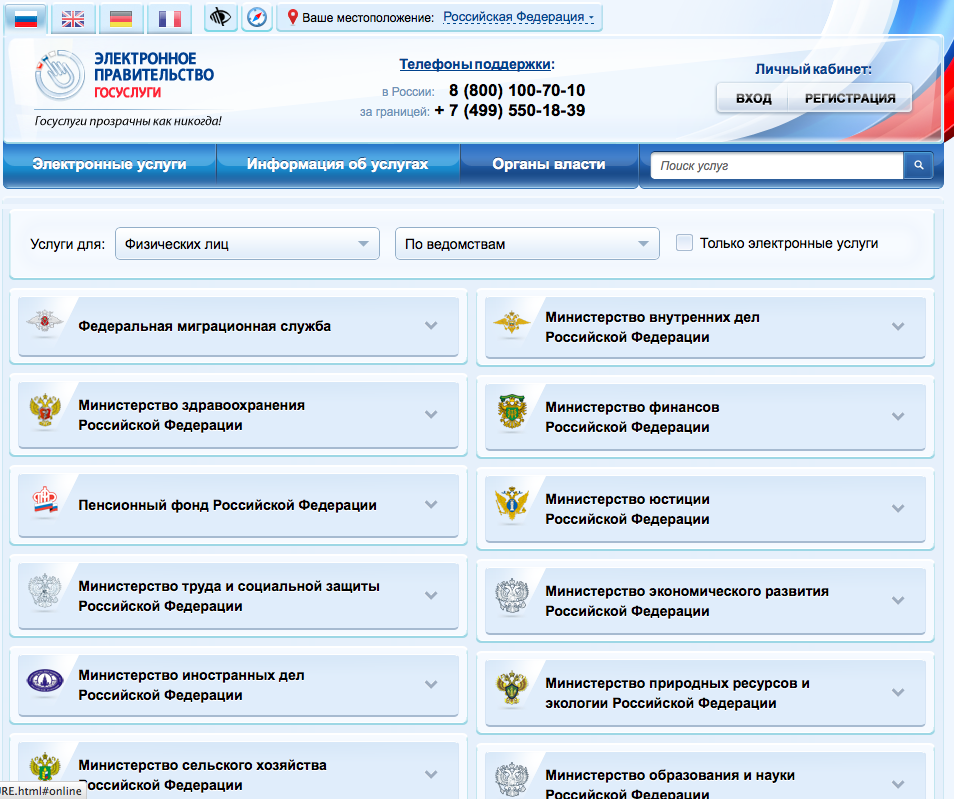 Ваше местоположение: Российская Федерация
ЭЛЕКТРОННОЕ
ПРАВИТЕЛЬСТВО
ГОСУСЛУГИ
Госуслуги прозрачны как никогда!
Телефоны поддержки:
в России: 8 (800) 100-70-10
за границей: + 7 (499) 550-18-39
Личный кабинет:
ВХОД РЕГИСТРАЦИЯ
Электронные услуги Информация об услугах Органы власти Поиск услуг
Услуги для: Физических лиц По ведомствам Только электронные услуги
Федеральная миграционная служба
Министерство внутренних дел
Российской Федерации
Министерство здравоохранения
Российской Федерации
Министерство финансов
Российской Федерации
Пенсионный фонд Российской Федерации
Министерство юстиции
Российской Федерации
Министерство труда и социальной защиты
Российской Федерации
Министерство экономического развития
Российской Федерации
Министерство иностранных дел
Российской Федерации
Министерство природных ресурсов и
экологии Российской Федерации
Министерство сельского хозяйства
Российской Федерации
Министерство образования и науки
Российской Федерации
RE.html#online